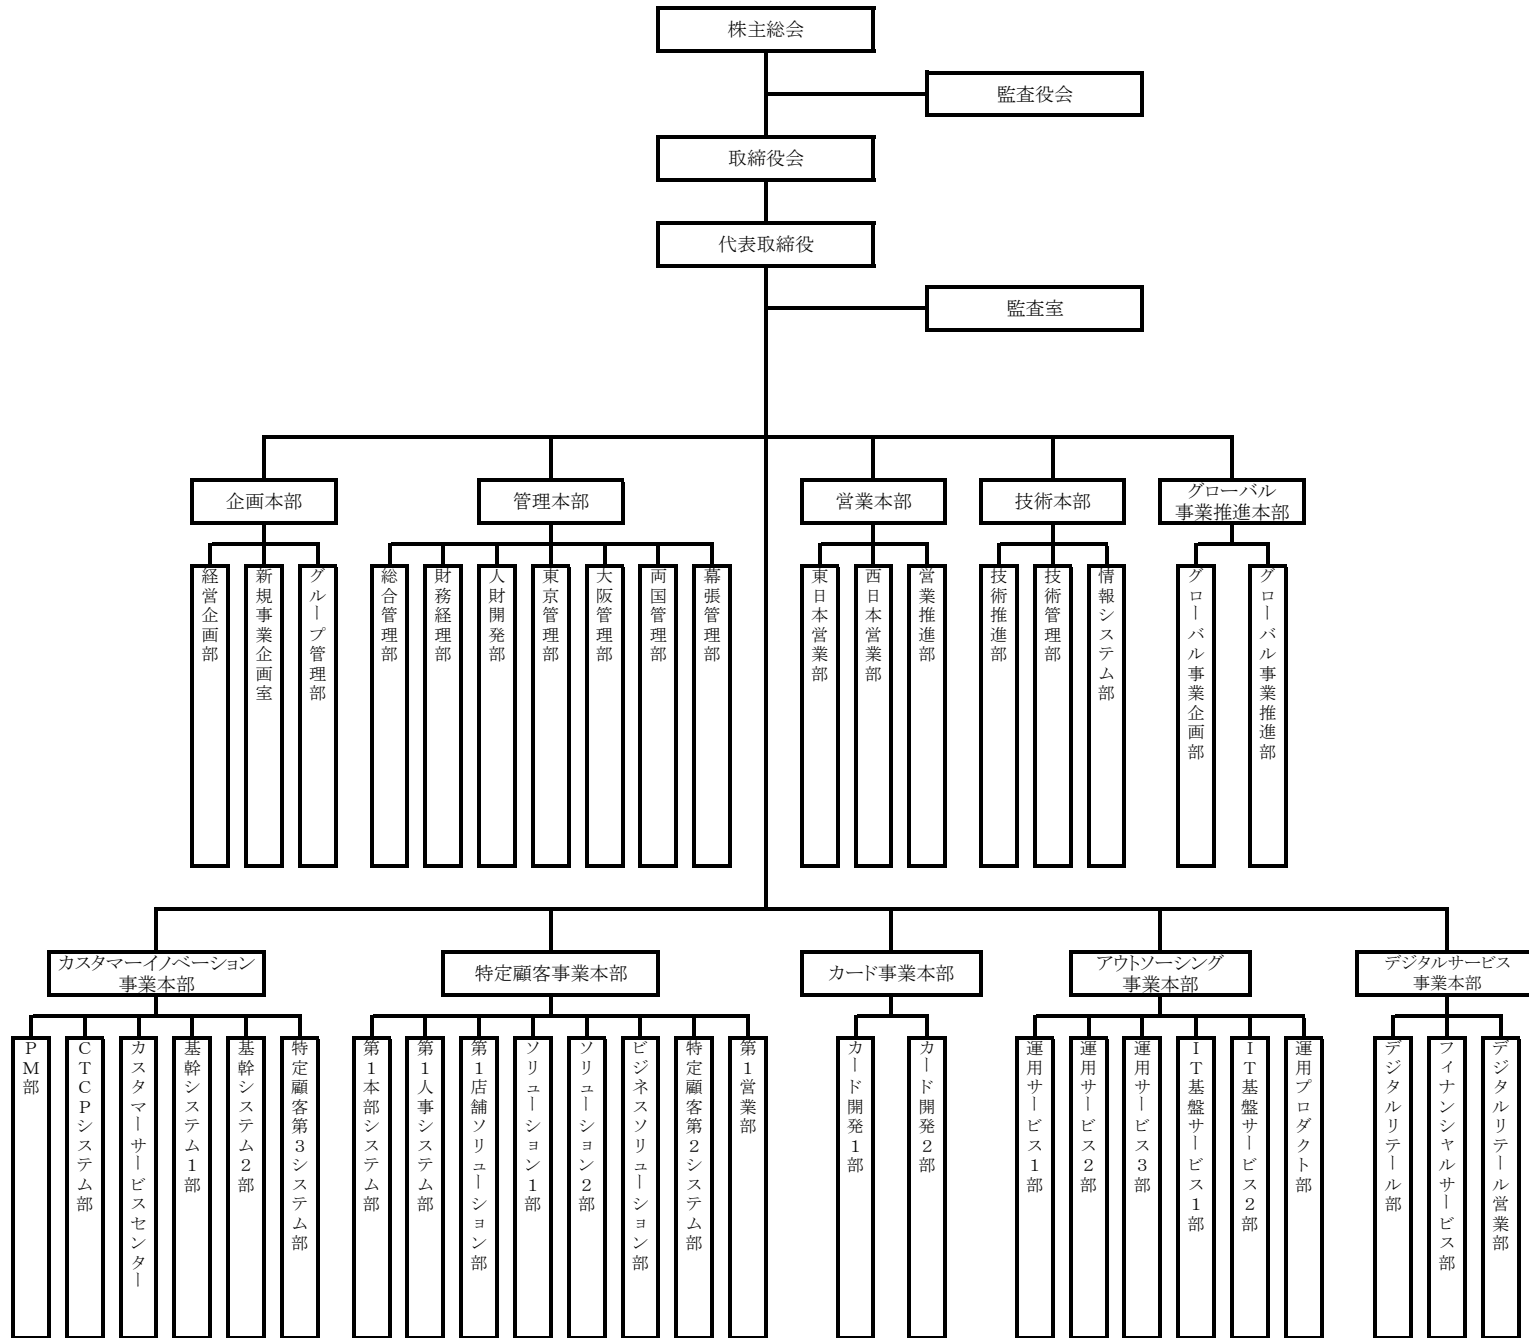 株主総会
監査役会
取締役会
代表取締役
監査室
企画本部
管理本部
営業本部
技術本部
グローバル
事業推進本部
経営企画部
新規事業企画室
グループ管理部
総合管理部
財務経理部
人財開発部
東京管理部
大阪管理部
両国管理部
幕張管理部
東日本営業部
西日本営業部
営業推進部
技術推進部
技術管理部
情報システム部
グローバル事業企画部
グローバル事業推進部
カスタマーイノベーション
事業本部
特定顧客事業本部
カード事業本部
アウトソーシング
事業本部
デジタルサービス
事業本部
PM部
CTCPシステム部
カスタマーサービスセンター
基幹システム1部
基幹システム2部
特定顧客第3システム部
第1本部システム部
第1人事システム部
第1店舗ソリューション部
ソリューション1部
ソリューション2部
ビジネスソリューション部
特定顧客第2システム部
第1営業部
カード開発1部
カード開発2部
運用サービス1部
運用サービス2部
運用サービス3部
IT基盤サービス1部
IT基盤サービス2部
運用プロダクト部
デジタルリテール部
フィナンシャルサービス部
デジタルリテール営業部